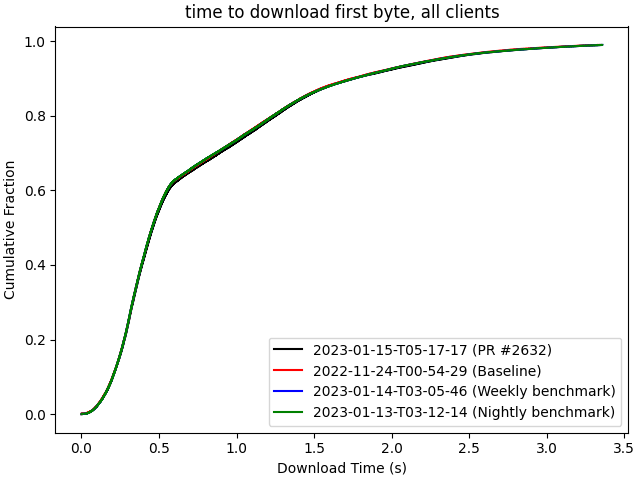 time to download first byte, all clients
1.0
0.8
0.6
0.4
0.2
0.0
Cumulative Fraction
2023-01-15-T05-17-17 (PR #2632)
2022-11-24-T00-54-29 (Baseline)
2023-01-14-T03-05-46 (Weekly benchmark)
2023-01-13-T03-12-14 (Nightly benchmark)
0.0 0.5 1.0 1.5 2.0 2.5 3.0 3.5
Download Time (s)